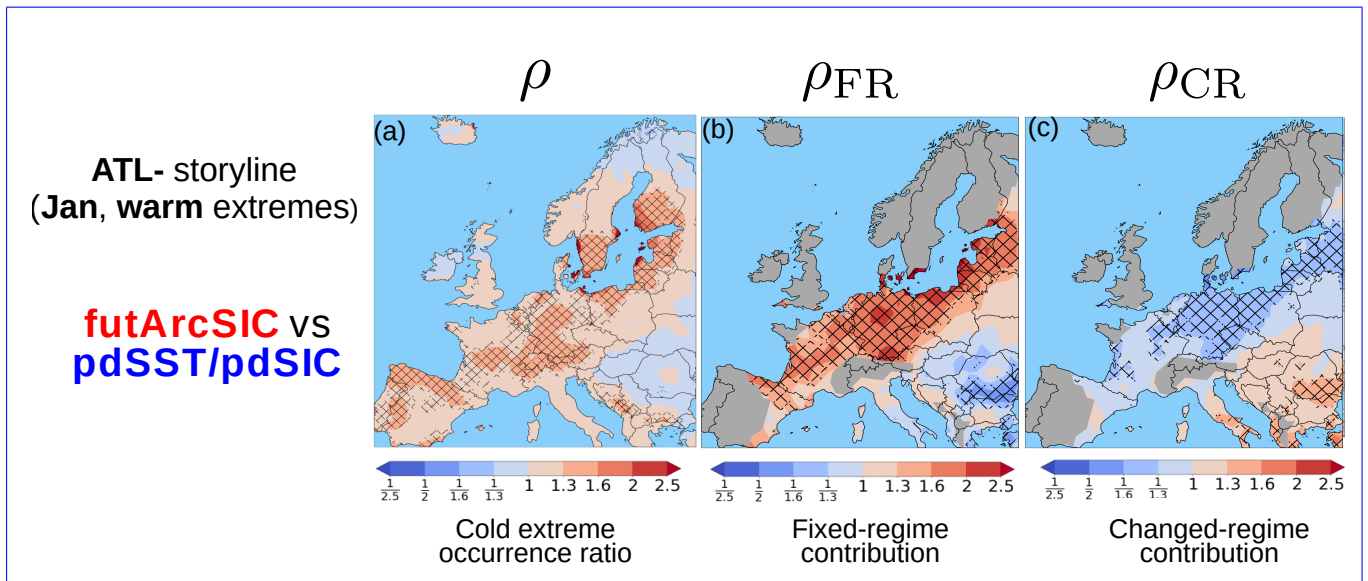 ρ ρFR ρCR
(a) (b) (c)
ATL- storyline
(Jan, warm extremes)
futArcSIC vs
pdSST/pdSIC
1/2.5 1/2 1/1.6 1/1.3 1 1.3 1.6 2 2.5
1/2.5 1/2 1/1.6 1/1.3 1 1.3 1.6 2 2.5
1/2.5 1/2 1/1.6 1/1.3 1 1.3 1.6 2 2.5
Cold extreme
occurrence ratio
Fixed-regime
contribution
Changed-regime
contribution